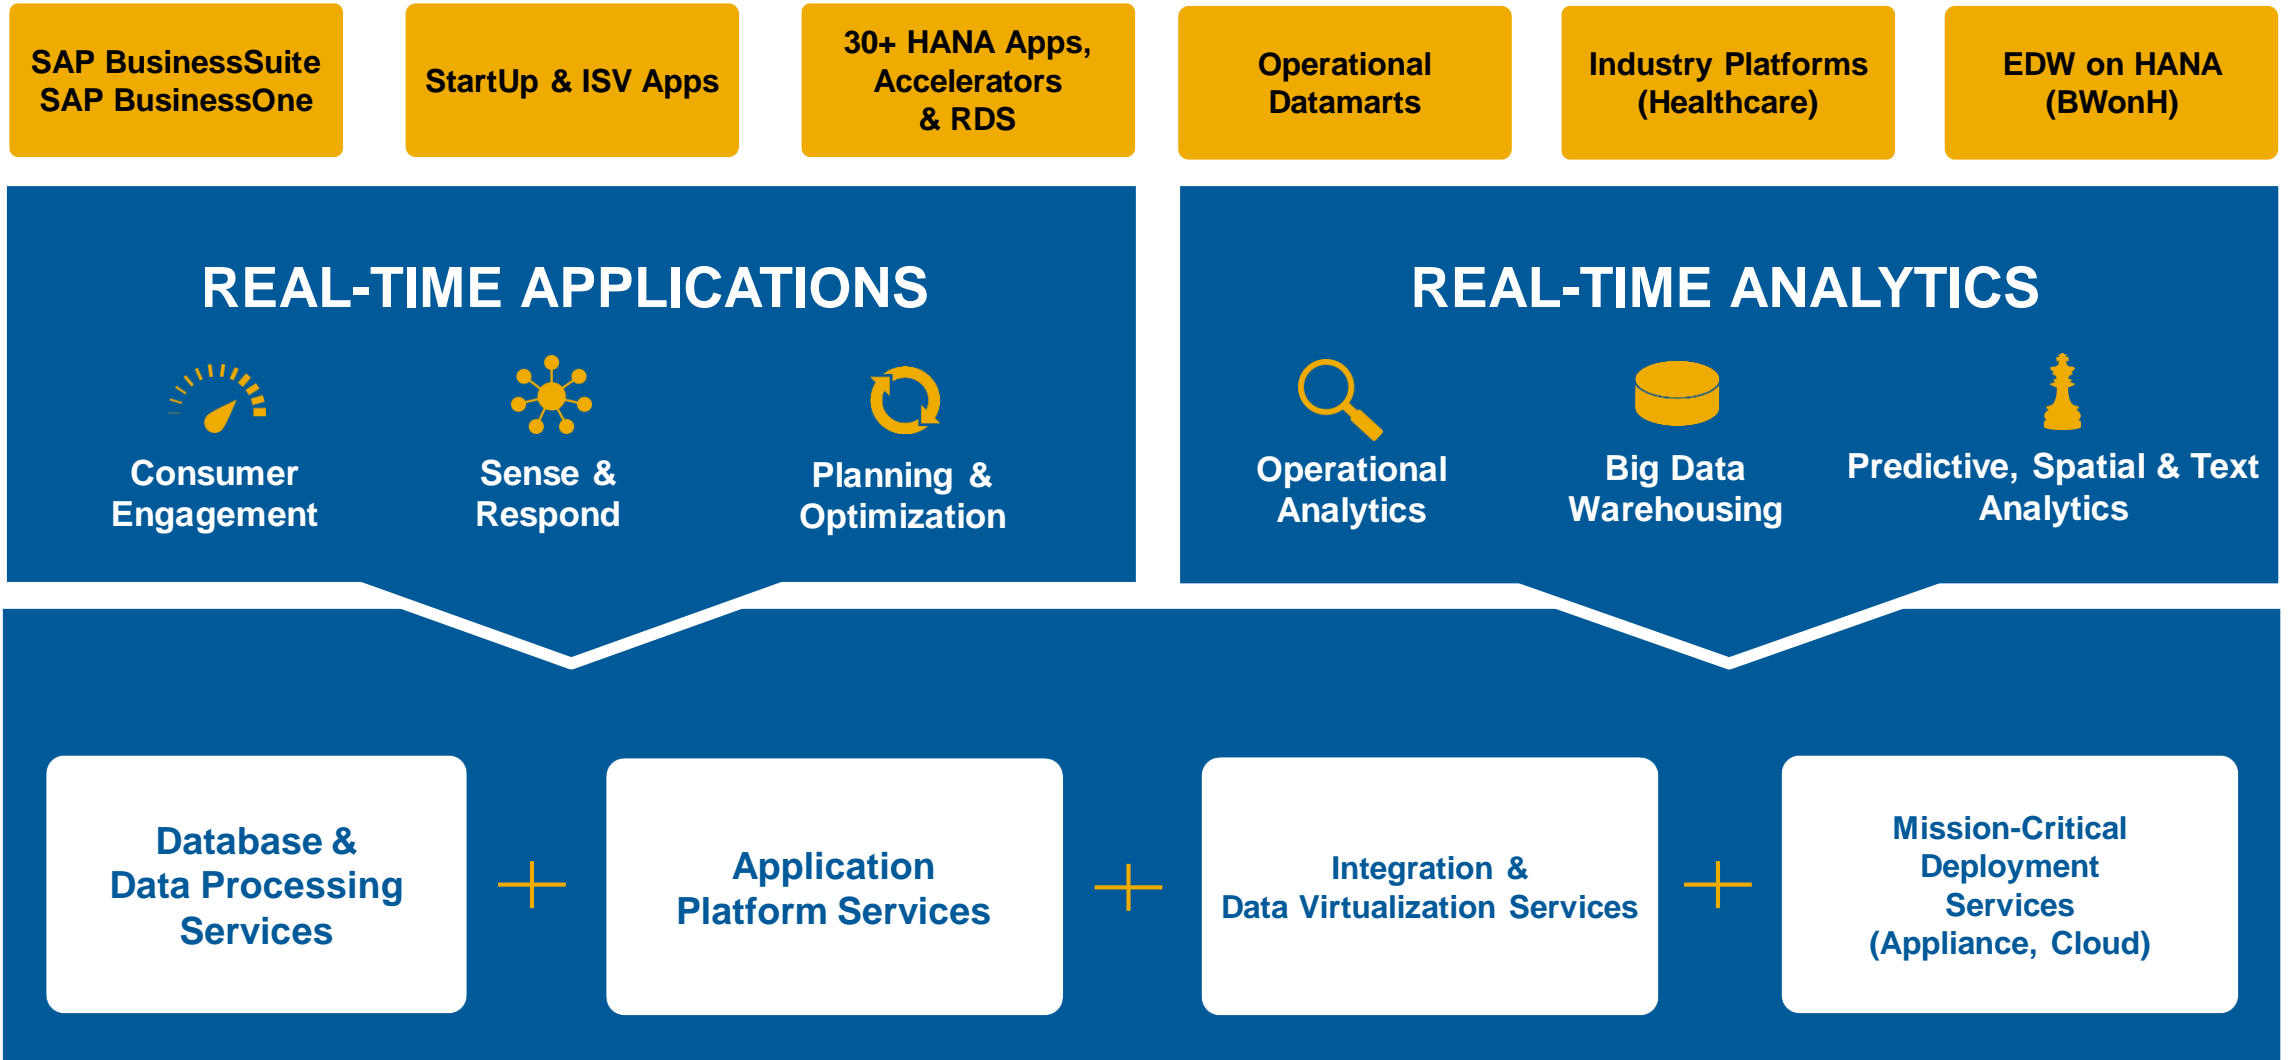 SAP BusinessSuite
SAP BusinessOne
StartUp & ISV Apps
30+ HANA Apps,
Accelerators
& RDS
Operational
Datamarts
Industry Platforms
(Healthcare)
EDW on HANA
(BWonH)
REAL-TIME APPLICATIONS
Consumer
Engagement
Sense &
Respond
Planning &
Optimization
REAL-TIME ANALYTICS
Operational
Analytics
Big Data
Warehousing
Predictive, Spatial & Text
Analytics
Database &
Data Processing
Services
Application
Platform Services
Integration &
Data Virtualization Services
Mission-Critical
Deployment
Services
(Appliance, Cloud)